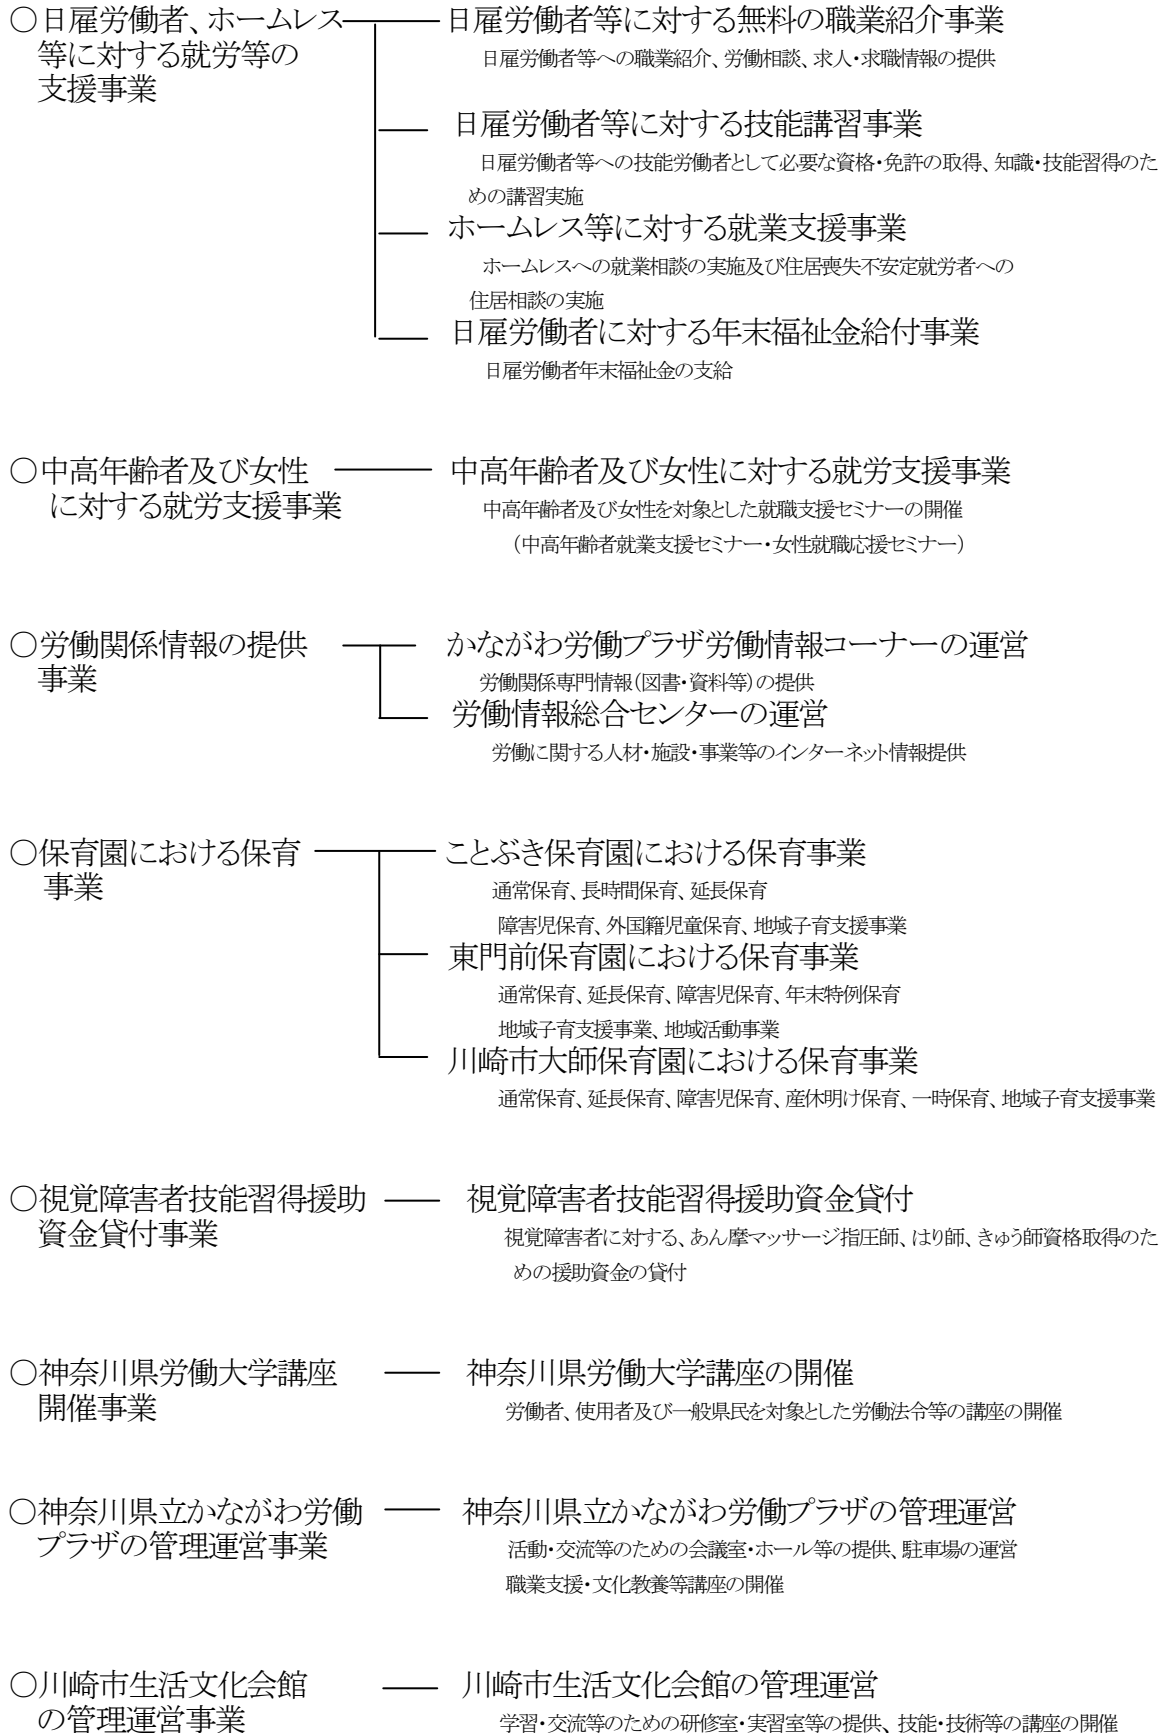 ○日雇労働者、ホームレス
等に対する就労等の
支援事業
日雇労働者等に対する無料の職業紹介事業
日雇労働者等への職業紹介、労働相談、求人・求職情報の提供
日雇労働者等に対する技能講習事業
日雇労働者等への技能労働者として必要な資格・免許の取得、知識・技能習得のた
めの講習実施
ホームレス等に対する就業支援事業
ホームレスへの就業相談の実施及び住居喪失不安定就労者への
住居相談の実施
日雇労働者に対する年末福祉金給付事業
日雇労働者年末福祉金の支給
○中高年齢者及び女性
に対する就労支援事業
中高年齢者及び女性に対する就労支援事業
中高年齢者及び女性を対象とした就職支援セミナーの開催
（中高年齢者就業支援セミナー・女性就職応援セミナー）
○労働関係情報の提供
事業
かながわ労働プラザ労働情報コーナーの運営
労働関係専門情報（図書・資料等）の提供
労働情報総合センターの運営
労働に関する人材・施設・事業等のインターネット情報提供
○保育園における保育
事業
ことぶき保育園における保育事業
通常保育、長時間保育、延長保育
障害児保育、外国籍児童保育、地域子育支援事業
東門前保育園における保育事業
通常保育、延長保育、障害児保育、年末特例保育
地域子育支援事業、地域活動事業
川崎市大師保育園における保育事業
通常保育、延長保育、障害児保育、産休明け保育、一時保育、地域子育支援事業
○視覚障害者技能習得援助
資金貸付事業
視覚障害者技能習得援助資金貸付
視覚障害者に対する、あん摩マッサージ指圧師、はり師、きゅう師資格取得のた
めの援助資金の貸付
○神奈川県労働大学講座
開催事業
神奈川県労働大学講座の開催
労働者、使用者及び一般県民を対象とした労働法令等の講座の開催
○神奈川県立かながわ労働
プラザの管理運営事業
神奈川県立かながわ労働プラザの管理運営
活動・交流等のための会議室・ホール等の提供、駐車場の運営
職業支援・文化教養等講座の開催
○川崎市生活文化会館
の管理運営事業
川崎市生活文化会館の管理運営
学習・交流等のための研修室・実習室等の提供、技能・技術等の講座の開催